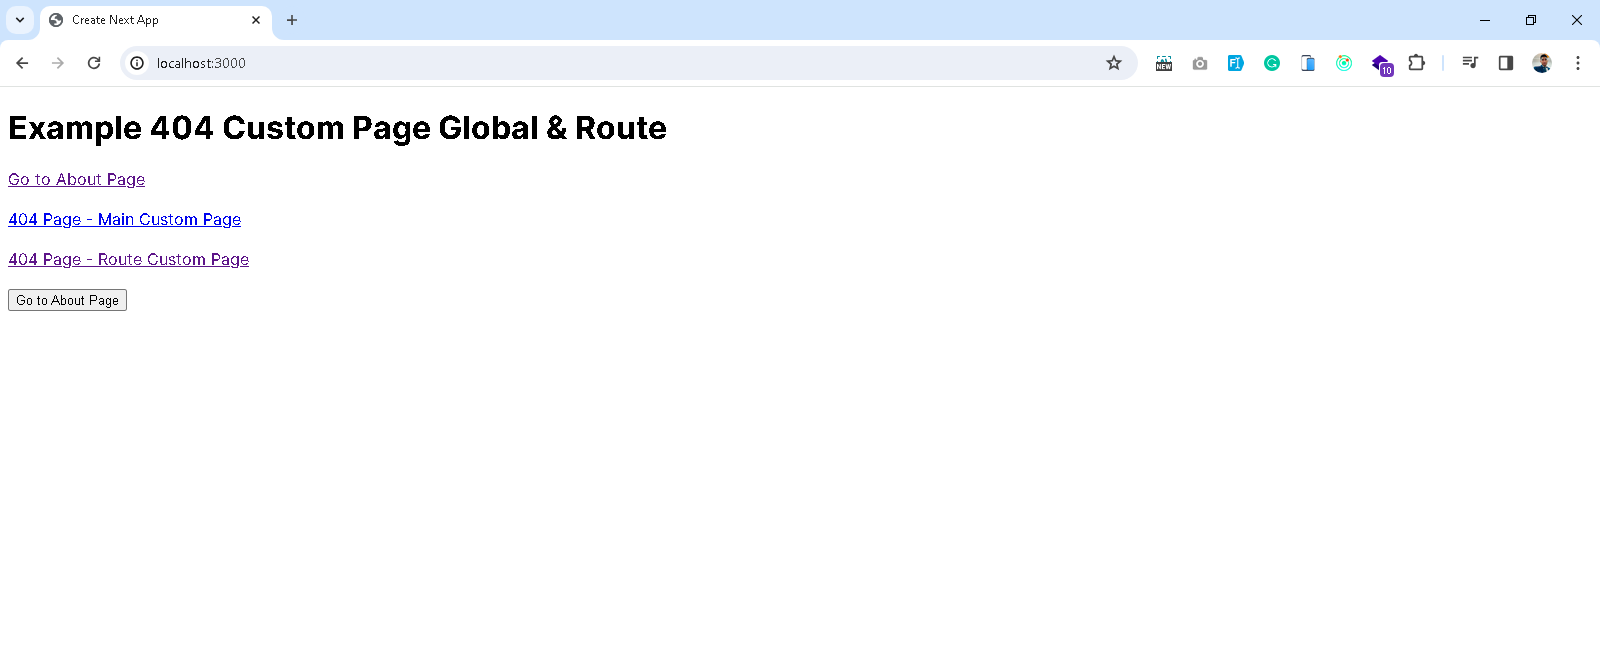 Create Next App
localhost:3000
NEW
10
Example 404 Custom Page Global & Route
Go to About Page
404 Page - Main Custom Page
404 Page - Route Custom Page
Go to About Page